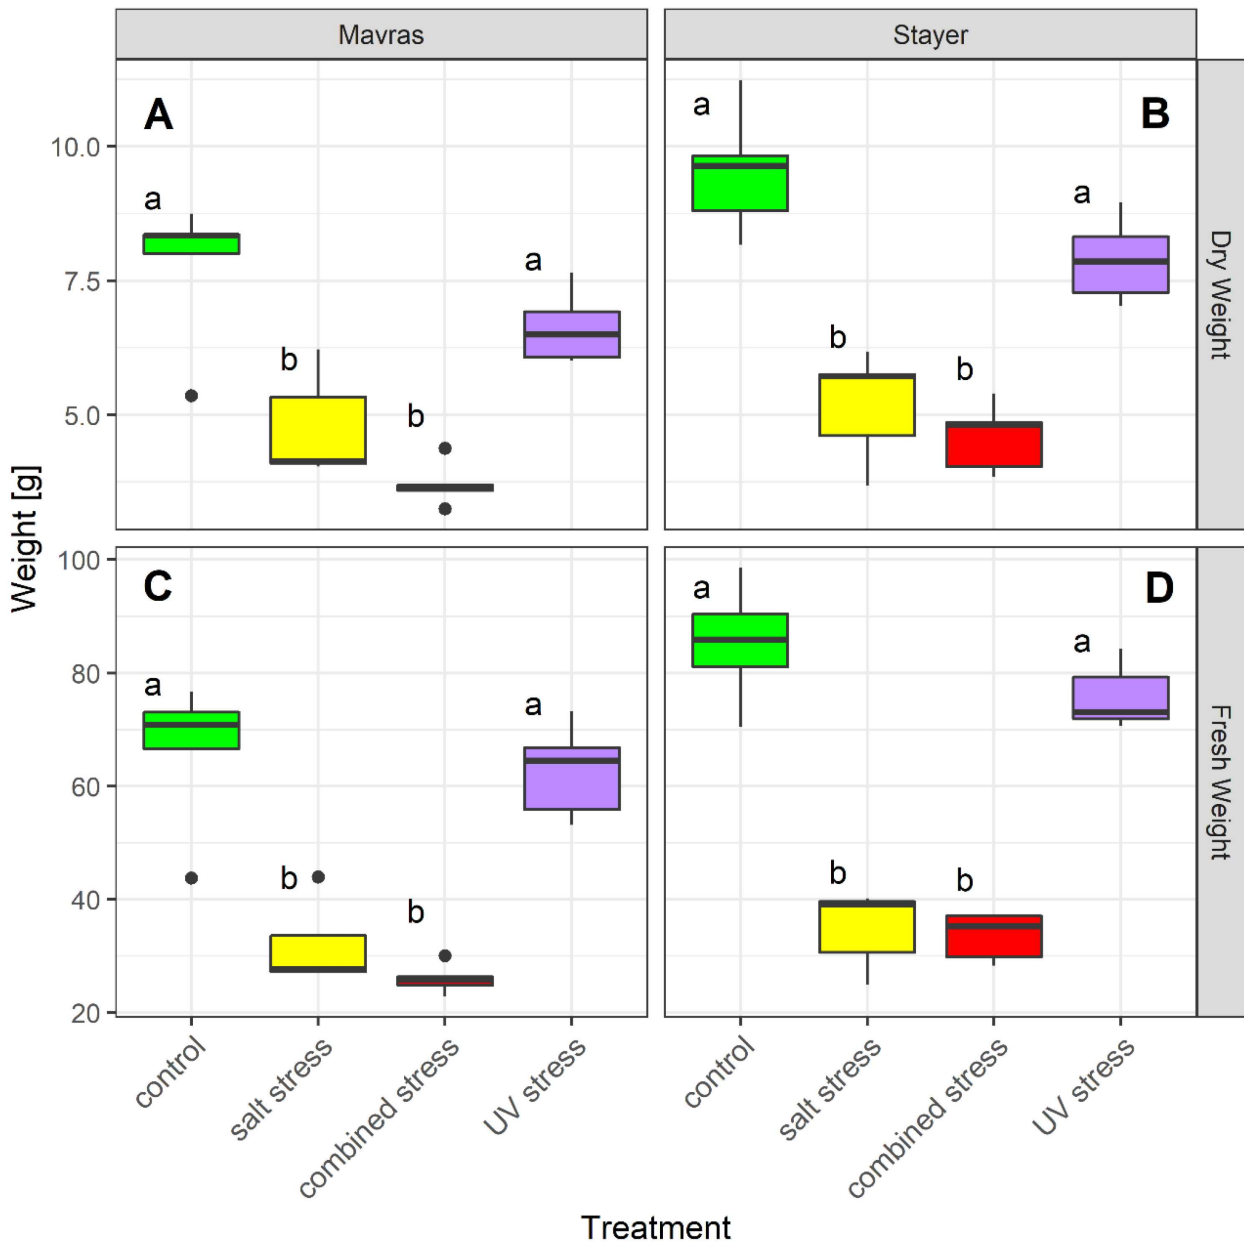 Mavras
Stayer
A
B
a
a
a
a
b
b
b
b
10.0
7.5
5.0
Dry Weight
Weight [g]
C
D
a
a
a
a
b
b
b
b
100
80
60
40
20
Fresh Weight
control
salt stress
combined stress
UV stress
control
salt stress
combined stress
UV stress
Treatment